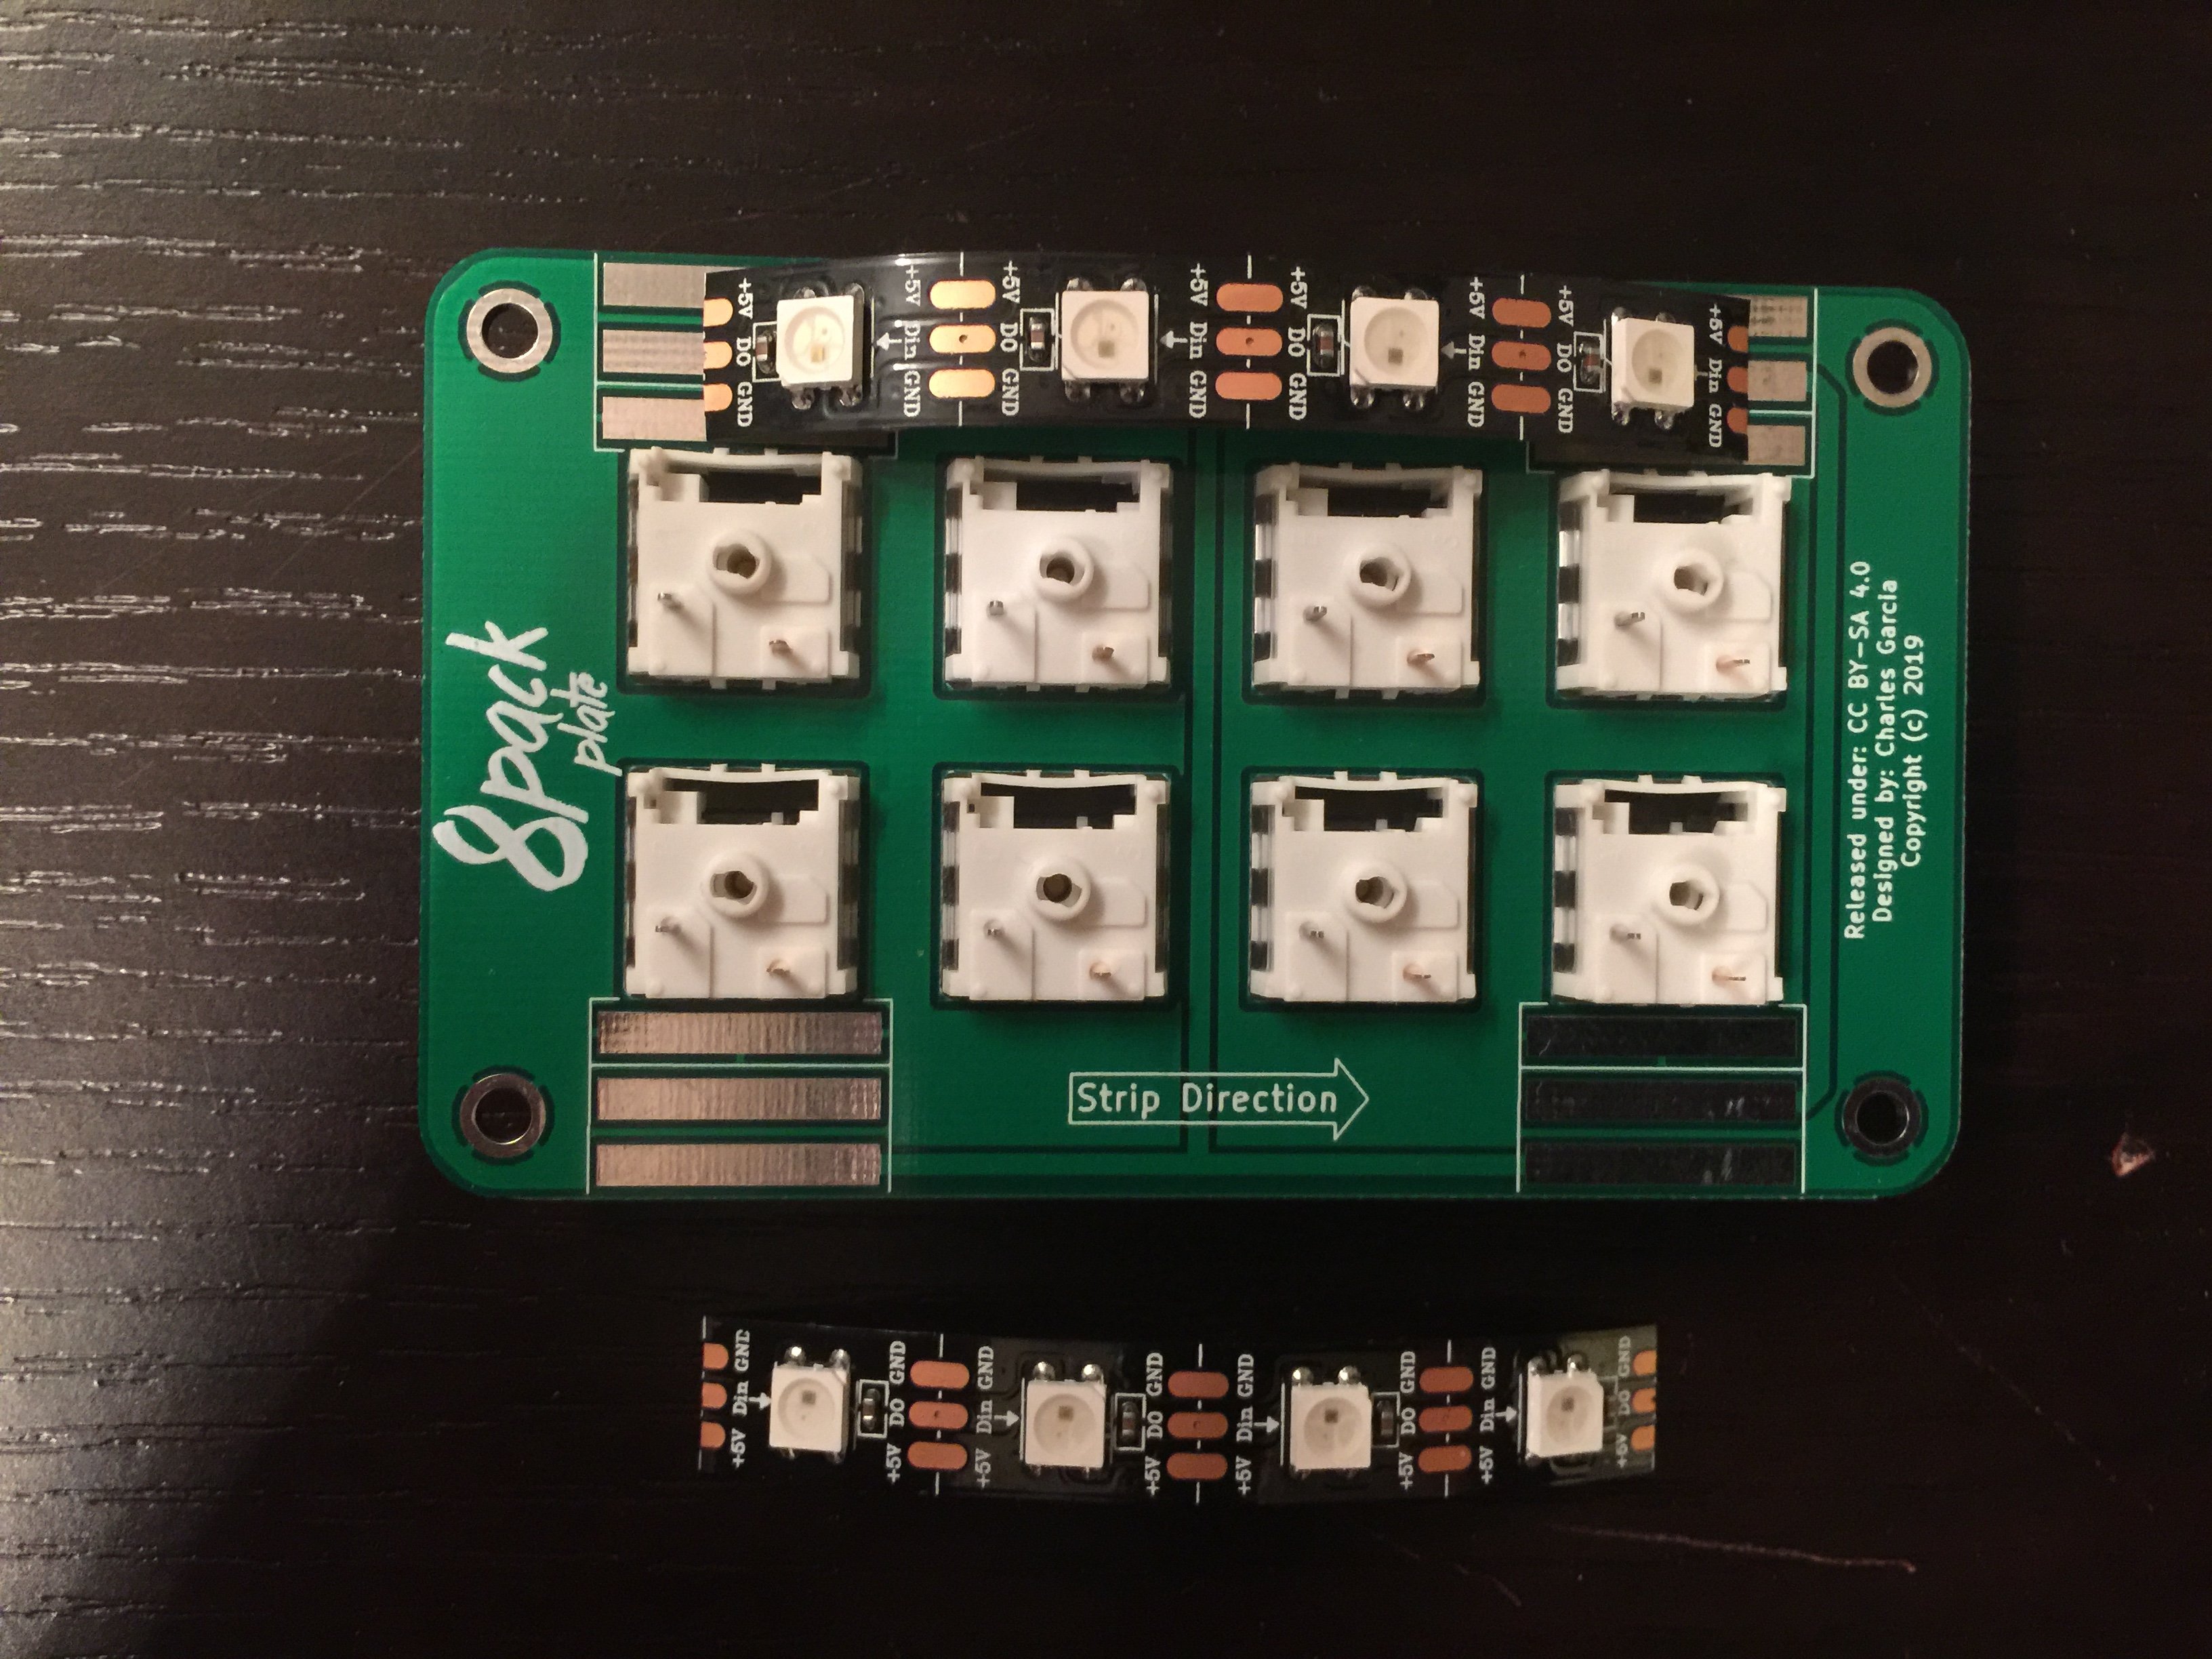 +5V +5V +5V +5V +5V +5V +5V +5V
DO Din DO Din DO Din DO Din
GND GND GND GND GND GND GND GND
8pack
plate
Released under: CC BY-SA 4.0
Designed by: Charles Garcia
Copyright (c) 2019
Strip Direction
GND GND GND GND GND GND GND GND
Din DO Din DO Din DO Din DO
+5V +5V +5V +5V +5V +5V +5V +5V